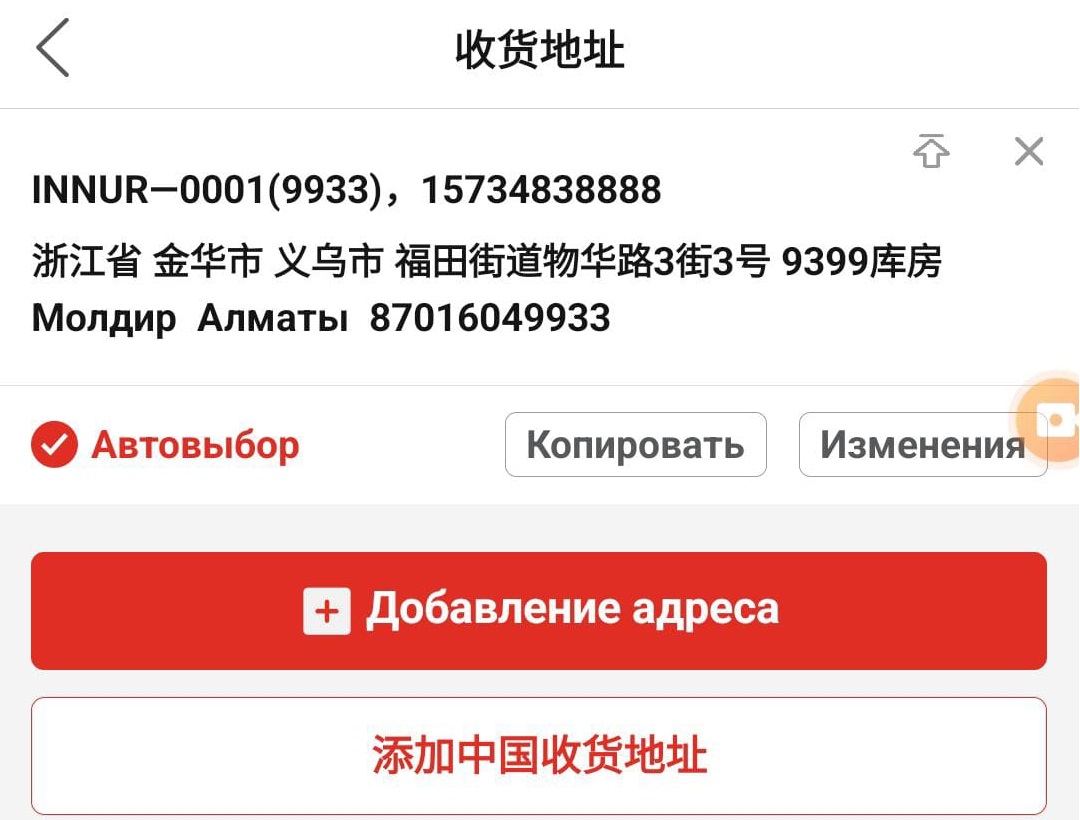 收货地址
INNUR—0001(9933)，15734838888
浙江省 金华市 义乌市 福田街道物华路3街3号 9399库房
Молдир Алматы 87016049933
Автовыбор Копировать Изменения
Добавление адреса
添加中国收货地址